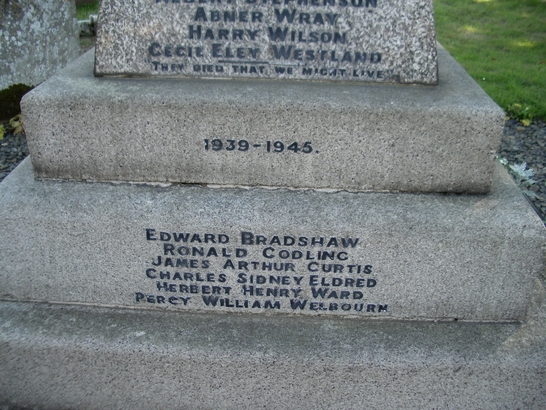 Stephenson
Abner Wray.
Harry Wilson.
Cecil Eley Westland.
They died that we might live.
1939-1945.
Edward Bradshaw
Ronald Codling
James Arthur Curtis
Charles Sidney Eldred
Herbert Henry Ward
Percy William Welbourn